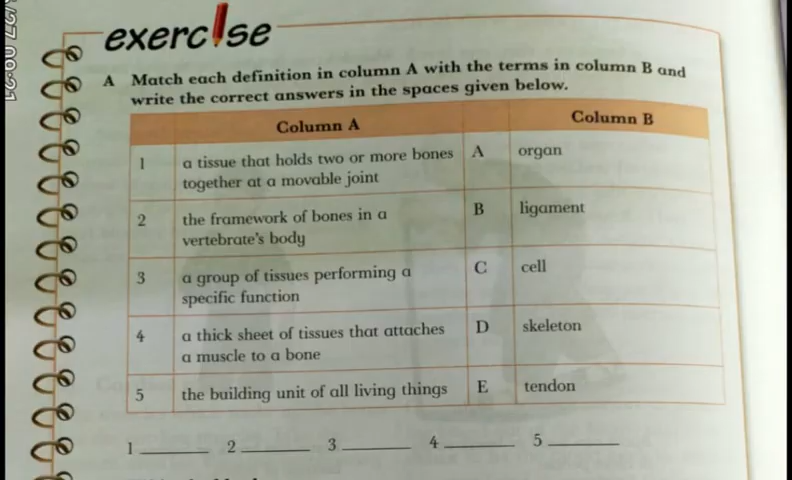 exercise
A Match each definition in column A with the terms in column B and
write the correct answers in the spaces given below.
Column A Column B
1 a tissue that holds two or more bones A organ
together at a movable joint
2 the framework of bones in a B ligament
vertebrate's body
3 a group of tissues performing a C cell
specific function
4 a thick sheet of tissues that attaches D skeleton
a muscle to a bone
5 the building unit of all living things E tendon
1 ______ 2 ______ 3 ______ 4 ______ 5 ______